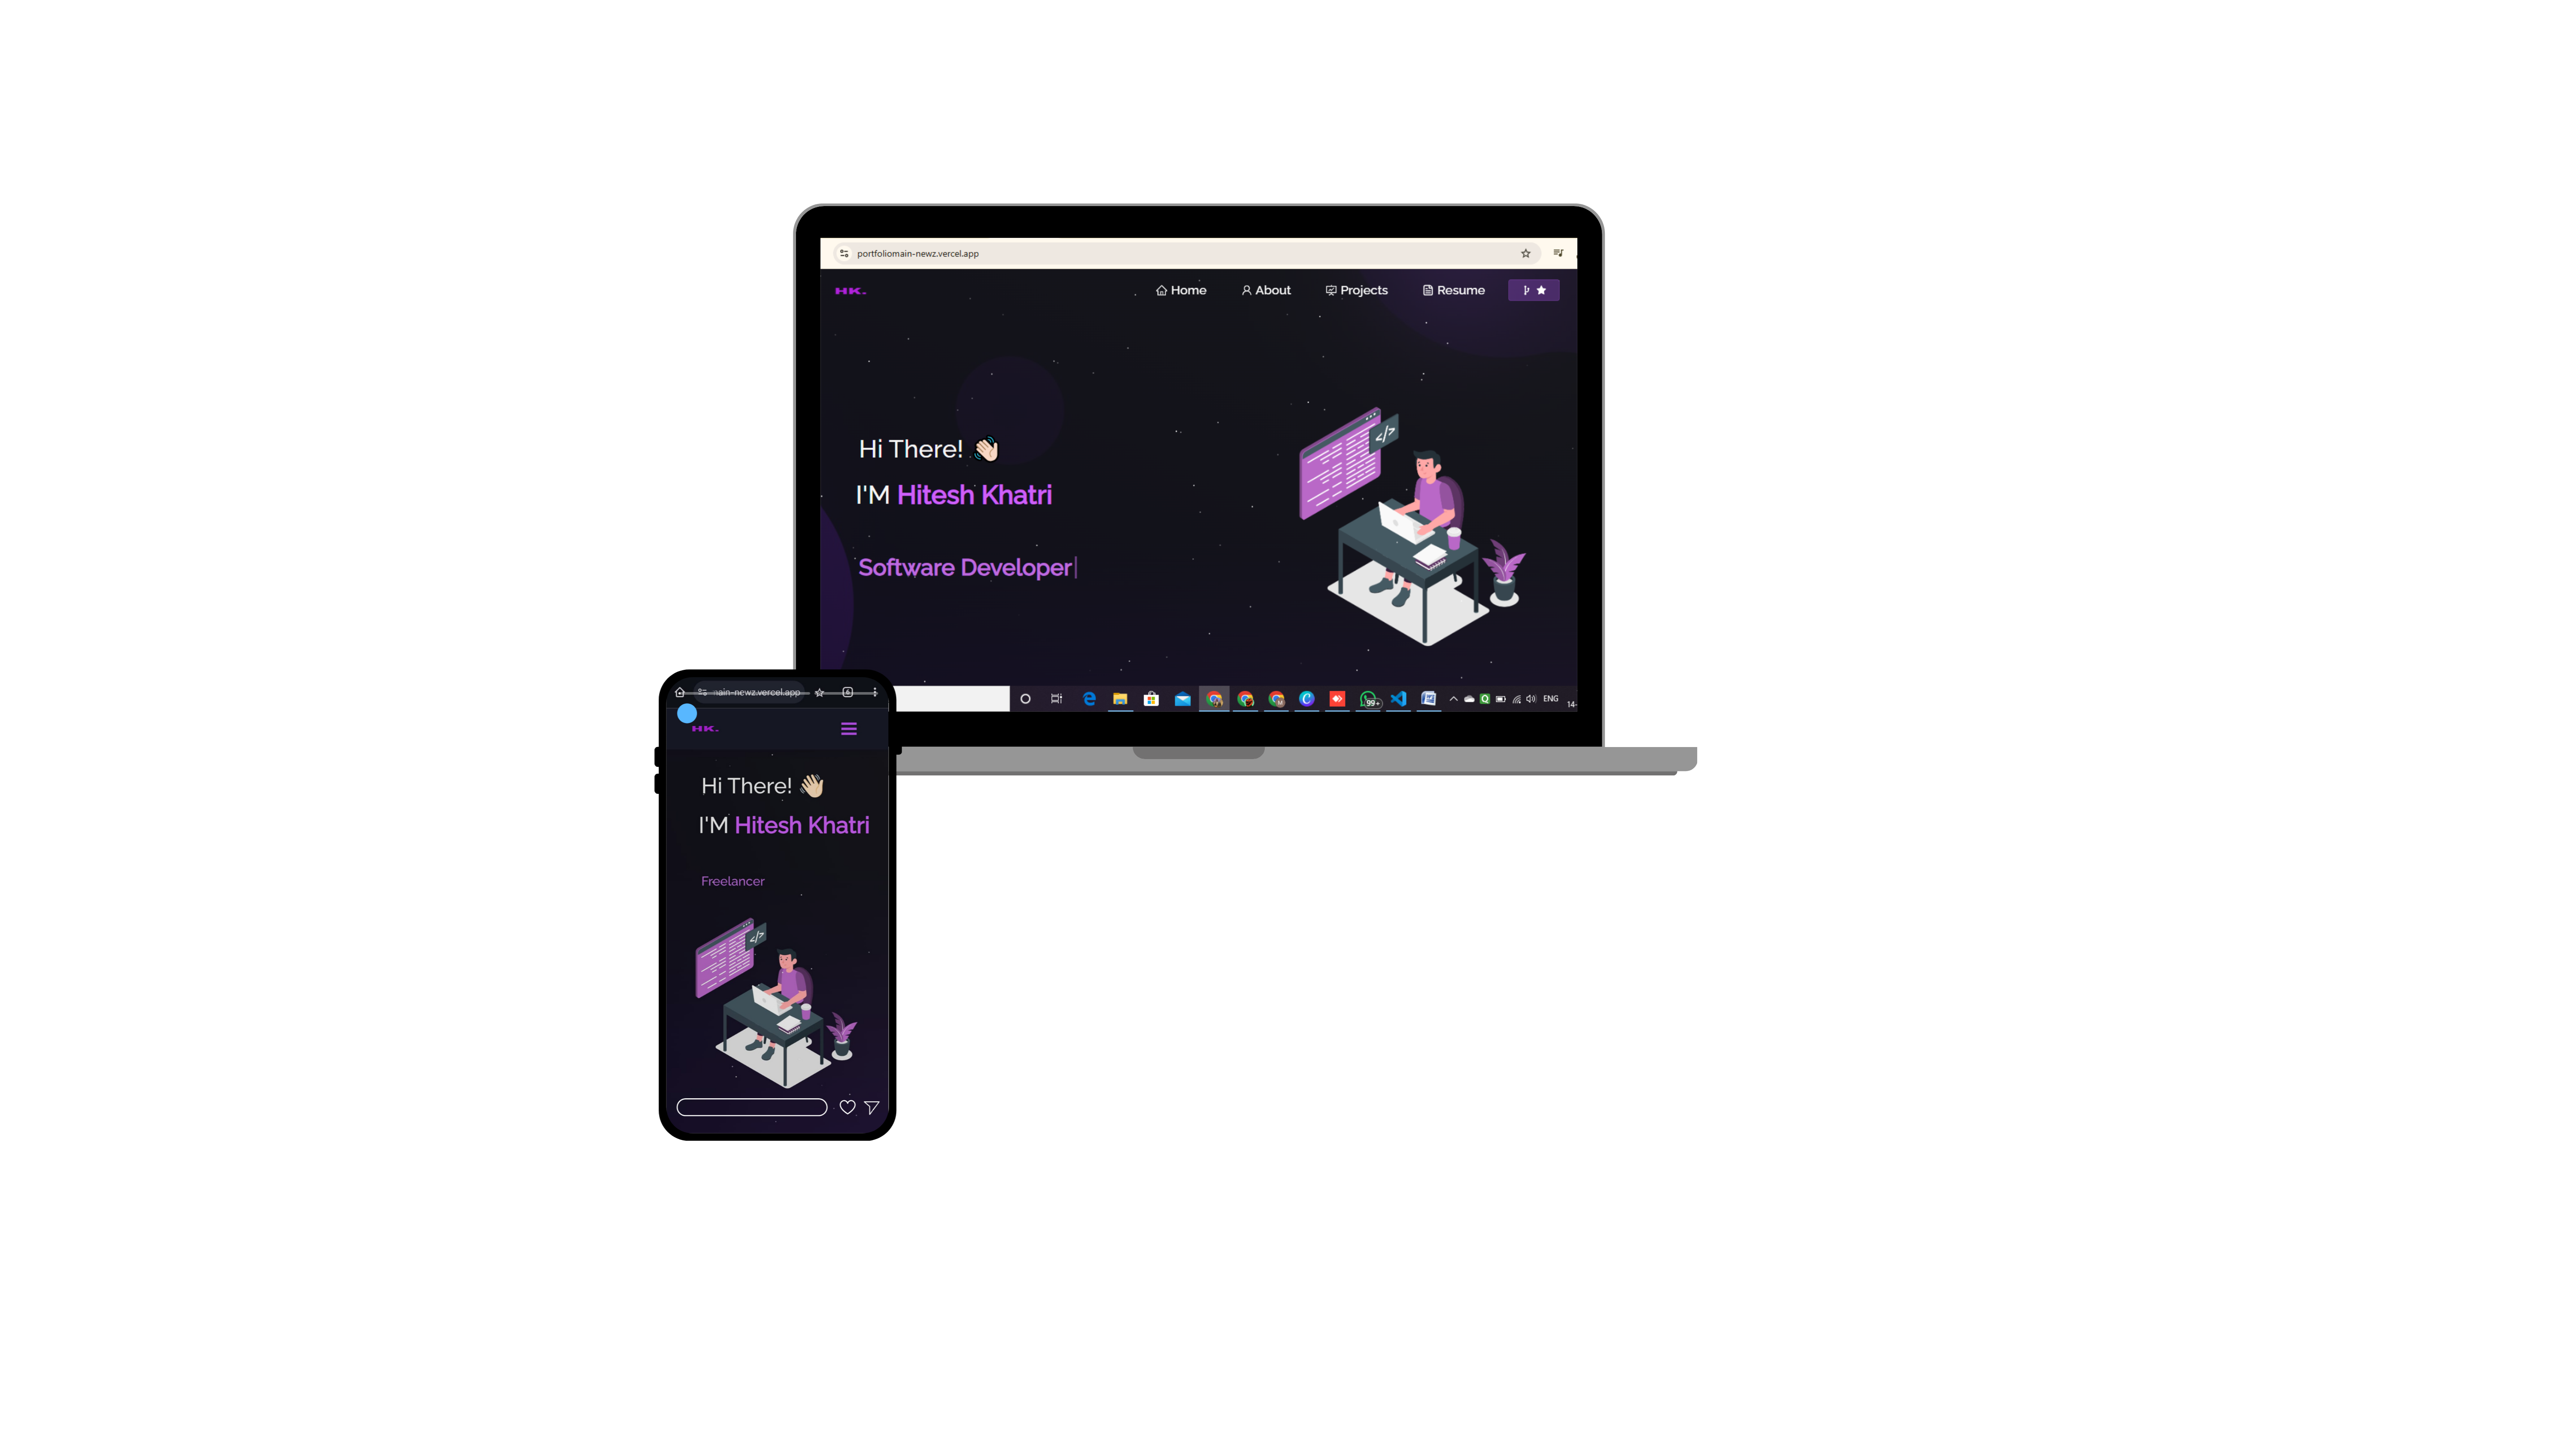 portfoliomain-newz.vercel.app
HK.
Home
About
Projects
Resume
Hi There! 👋🏻
I'M Hitesh Khatri
Software Developer
</>
99+
ENG
14-
ain-newz.vercel.app
HK.
Hi There! 👋🏼
I'M Hitesh Khatri
Freelancer
</>